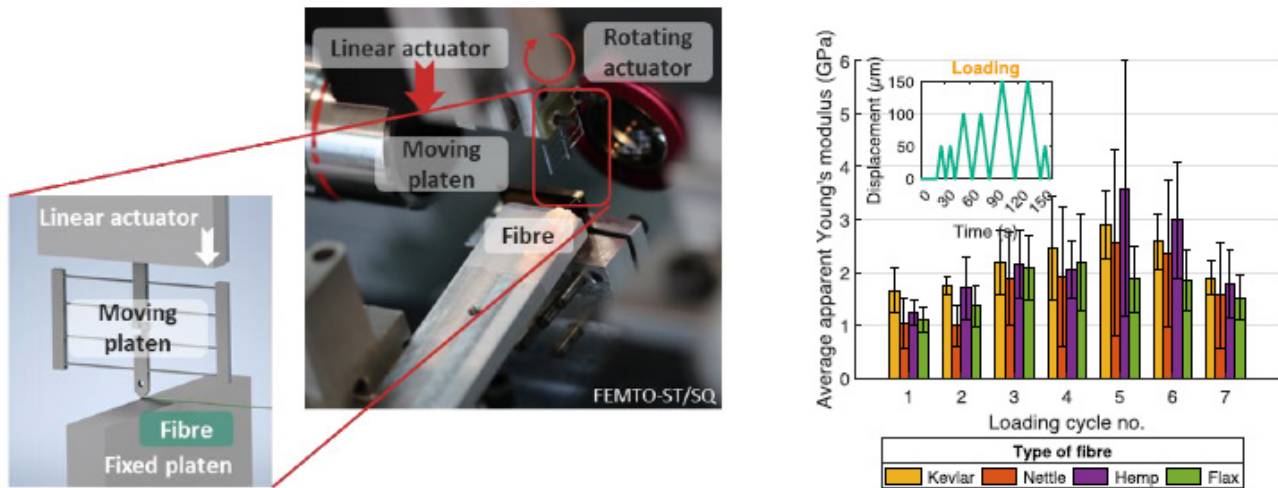 Linear actuator
Rotating
actuator
Moving
platen
Fibre
FEMTO-ST/SQ
Linear actuator
Moving
platen
Fibre
Fixed platen
Average apparent Young's modulus (GPa)
6
5
4
3
2
1
0
Loading
Displacement (µm)
150
100
50
0
0 30 60 90 120 150
Time (s)
1 2 3 4 5 6 7
Loading cycle no.
Type of fibre
Kevlar Nettle Hemp Flax